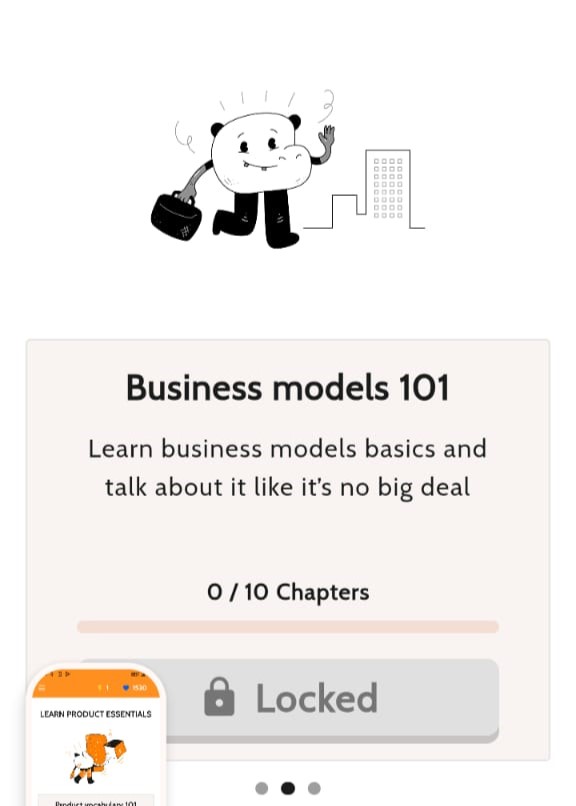 Business models 101
Learn business models basics and
talk about it like it's no big deal
0 / 10 Chapters
Locked
LEARN PRODUCT ESSENTIALS
Product vocabulary 101